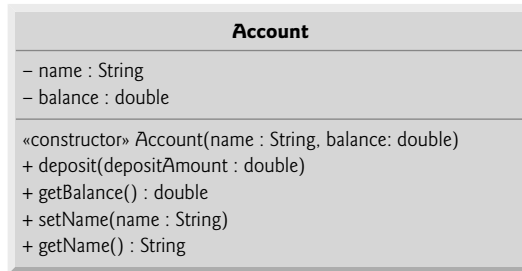 Account
– name : String
– balance : double
«constructor» Account(name : String, balance: double)
+ deposit(depositAmount : double)
+ getBalance() : double
+ setName(name : String)
+ getName() : String